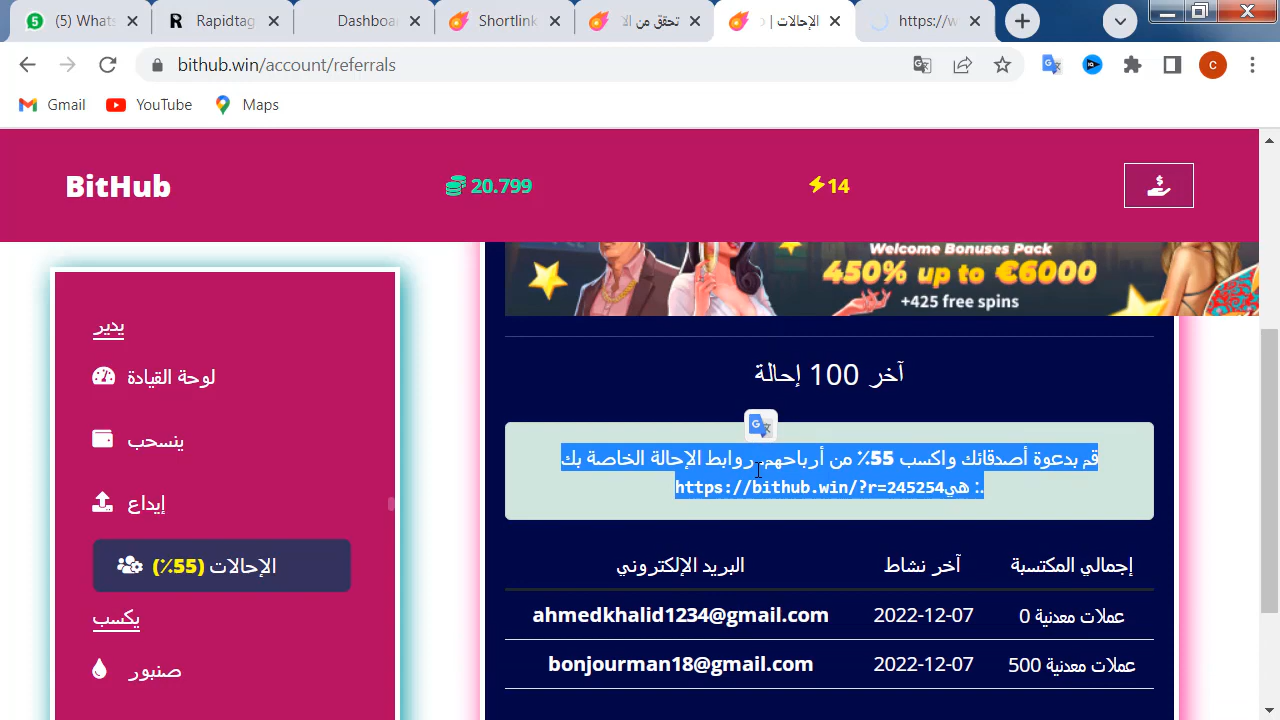 (5) Whats
Rapidtag
Dashboar
Shortlink
تحقق من الا
الإحالات |
https://w
bithub.win/account/referrals
Gmail
YouTube
Maps
BitHub
20.799
14
Welcome Bonuses Pack
450% up to €6000
+425 free spins
يدير
لوحة القيادة
ينسحب
إيداع
الإحالات (55٪)
يكسب
صنبور
آخر 100 إحالة
قم بدعوة أصدقائك واكسب 55٪ من أرباحهم. روابط الإحالة الخاصة بك
هي: https://bithub.win/?r=245254.
البريد الإلكتروني آخر نشاط إجمالي المكتسبة
ahmedkhalid1234@gmail.com 2022-12-07 0 عملات معدنية
bonjourman18@gmail.com 2022-12-07 500 عملات معدنية